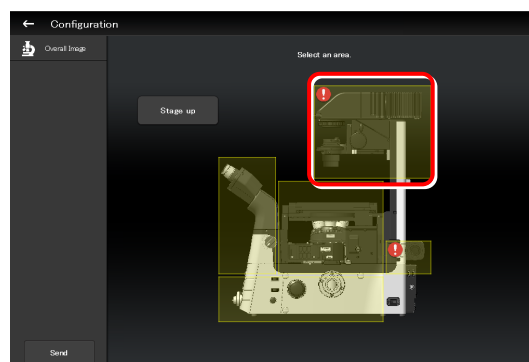 Configuration
Overall Image
Select an area.
Stage up
Send